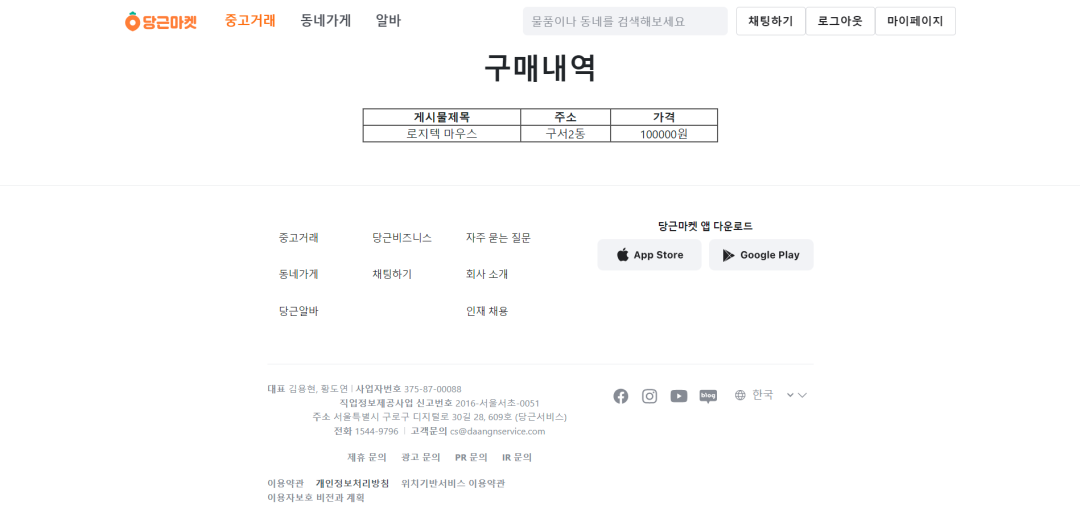 당근마켓 중고거래 동네가게 알바 물품이나 동네를 검색해보세요 채팅하기 로그아웃 마이페이지
구매내역
게시물제목 주소 가격
로지텍 마우스 구서2동 100000원
당근마켓 앱 다운로드
중고거래 당근비즈니스 자주 묻는 질문
App Store Google Play
동네가게 채팅하기 회사 소개
당근알바 인재 채용
대표 김용현, 황도연 | 사업자번호 375-87-00088
직업정보제공사업 신고번호 2016-서울서초-0051
주소 서울특별시 구로구 디지털로 30길 28, 609호 (당근서비스)
전화 1544-9796 | 고객문의 cs@daangnservice.com
blog 한국
제휴 문의 광고 문의 PR 문의 IR 문의
이용약관 개인정보처리방침 위치기반서비스 이용약관
이용자보호 비전과 계획